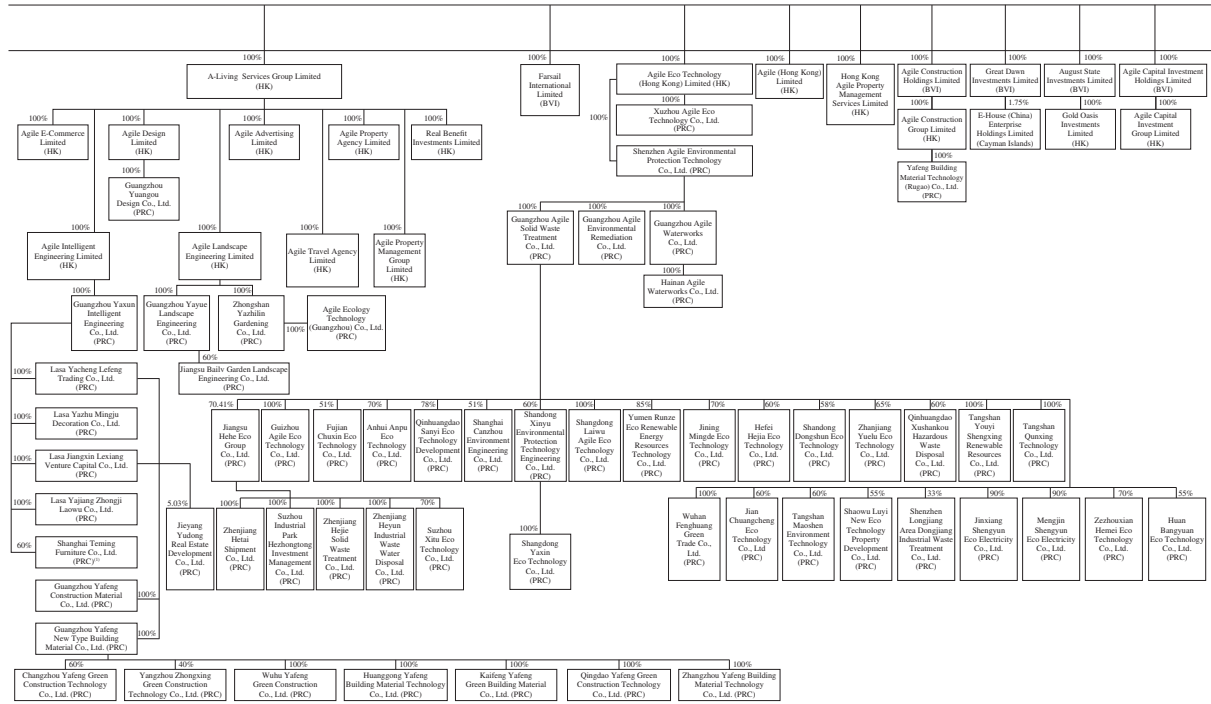 100%
A-Living Services Group Limited
(HK)
100%
Farsail
International
Limited
(BVI)
100%
Agile Eco Technology
(Hong Kong) Limited (HK)
100%
Agile (Hong Kong)
Limited
(HK)
100%
Hong Kong
Agile Property
Management
Services Limited
(HK)
100%
Agile Construction
Holdings Limited
(BVI)
100%
Great Dawn
Investments Limited
(BVI)
100%
August State
Investments Limited
(BVI)
100%
Agile Capital Investment
Holdings Limited
(BVI)
100%
Xuzhou Agile Eco
Technology Co., Ltd.
(PRC)
100%
100%
Shenzhen Agile Environmental
Protection Technology
Co., Ltd. (PRC)
100%
Agile Construction
Group Limited
(HK)
1.75%
E-House (China)
Enterprise
Holdings Limited
(Cayman Islands)
100%
Gold Oasis
Investments
Limited
(HK)
100%
Agile Capital
Investment
Group Limited
(HK)
100%
Yafeng Building
Material Technology
(Rugao) Co., Ltd.
(PRC)
100%
Agile E-Commerce
Limited
(HK)
100%
Agile Design
Limited
(HK)
100%
Agile Advertising
Limited
(HK)
100%
Agile Property
Agency Limited
(HK)
100%
Real Benefit
Investments Limited
(HK)
100%
Guangzhou
Yuangou
Design Co., Ltd.
(PRC)
100%
Agile Intelligent
Engineering Limited
(HK)
100%
Agile Landscape
Engineering Limited
(HK)
100%
Agile Travel Agency
Limited
(HK)
100%
Agile Property
Management
Group
Limited
(HK)
100%
Guangzhou Agile
Solid Waste
Treatment
Co., Ltd.
(PRC)
100%
Guangzhou Agile
Environmental
Remediation
Co., Ltd.
(PRC)
100%
Guangzhou Agile
Waterworks
Co., Ltd.
(PRC)
100%
Hainan Agile
Waterworks Co., Ltd.
(PRC)
100%
Guangzhou Yaxun
Intelligent
Engineering
Co., Ltd.
(PRC)
100%
Guangzhou Yayue
Landscape
Engineering
Co., Ltd.
(PRC)
100%
Zhongshan
Yazhilin
Gardening
Co., Ltd.
(PRC)
100%
Agile Ecology
Technology
(Guangzhou) Co., Ltd.
(PRC)
60%
Jiangsu Baily Garden Landscape
Engineering Co., Ltd.
(PRC)
100%
Lasa Yacheng Lefeng
Trading Co., Ltd.
(PRC)
100%
Lasa Yazhu Mingju
Decoration Co., Ltd.
(PRC)
100%
Lasa Jiangxin Lexiang
Venture Capital Co., Ltd.
(PRC)
100%
Lasa Yajiang Zhongji
Laowu Co., Ltd.
(PRC)
60%
Shanghai Teming
Furniture Co., Ltd.
(PRC)⁽¹⁾
Guangzhou Yafeng
Construction Material
Co., Ltd. (PRC)
100%
Guangzhou Yafeng
New Type Building
Material Co., Ltd. (PRC)
100%
70.41%
Jiangsu
Hehe Eco
Group Co.,
Ltd.
(PRC)
100%
Guizhou
Agile Eco
Technology
Co., Ltd.
(PRC)
51%
Fujian
Chuxin Eco
Technology
Co., Ltd.
(PRC)
70%
Anhui Anpu
Eco
Technology
Co., Ltd.
(PRC)
78%
Qinhuangdao
Sanyi Eco
Technology
Development
Co., Ltd.
(PRC)
51%
Shanghai
Canzhou
Environment
Engineering
Co., Ltd.
(PRC)
60%
Shandong
Xinyu
Environmental
Protection
Technology
Engineering
Co., Ltd.
(PRC)
100%
Shangdong
Laiwu
Agile Eco
Technology
Co., Ltd.
(PRC)
85%
Yumen Runze
Eco Renewable
Energy
Resources
Technology
Co., Ltd.
(PRC)
70%
Jining
Mingde Eco
Technology
Co., Ltd.
(PRC)
60%
Hefei
Hejia Eco
Technology
Co., Ltd.
(PRC)
58%
Shandong
Dongshun Eco
Technology
Co., Ltd.
(PRC)
65%
Zhanjiang
Yuelu Eco
Technology
Co., Ltd.
(PRC)
60%
Qinhuangdao
Xushankou
Hazardous
Waste
Disposal
Co., Ltd.
(PRC)
100%
Tangshan
Youyi
Shengxing
Renewable
Resources
Co., Ltd.
(PRC)
100%
Tangshan
Qunxing
Technology
Co., Ltd.
(PRC)
5.03%
Jieyang
Yudong
Real Estate
Development
Co., Ltd.
(PRC)
100%
Zhenjiang
Hetai
Shipment
Co., Ltd.
(PRC)
100%
Suzhou
Industrial
Park
Hezhongtong
Investment
Management
Co., Ltd.
(PRC)
100%
Zhenjiang
Hejie
Solid
Waste
Treatment
Co., Ltd.
(PRC)
100%
Zhenjiang
Heyun
Industrial
Waste
Water
Disposal
Co., Ltd.
(PRC)
70%
Suzhou
Xitu Eco
Technology
Co., Ltd.
(PRC)
100%
Shangdong
Yaxin
Eco Technology
Co., Ltd.
(PRC)
100%
Wuhan
Fenghuang
Green
Trade Co.,
Ltd.
(PRC)
60%
Jian
Chuangcheng
Eco
Technology
Co., Ltd
(PRC)
60%
Tangshan
Maoshen
Environment
Technology
Co., Ltd.
(PRC)
55%
Shaowu Luyi
New Eco
Technology
Property
Development
Co., Ltd.
(PRC)
33%
Shenzhen
Longjiang
Area Dongjiang
Industrial Waste
Treatment
Co., Ltd.
(PRC)
90%
Jinxiang
Shengyun
Eco Electricity
Co., Ltd.
(PRC)
90%
Mengjin
Shengyun
Eco Electricity
Co., Ltd.
(PRC)
70%
Zezhouxian
Hemei Eco
Technology
Co., Ltd.
(PRC)
55%
Huan
Bangyuan
Eco Technology
Co., Ltd.
(PRC)
60%
Changzhou Yafeng Green
Construction Technology
Co., Ltd. (PRC)
40%
Yangzhou Zhongxing
Green Construction
Technology Co., Ltd. (PRC)
100%
Wuhu Yafeng
Green Construction
Co., Ltd. (PRC)
100%
Huanggong Yafeng
Building Material Technology
Co., Ltd. (PRC)
100%
Kaifeng Yafeng
Green Building Material
Co., Ltd. (PRC)
100%
Qingdao Yafeng Green
Construction Technology
Co., Ltd. (PRC)
100%
Zhangzhou Yafeng Building
Material Technology
Co., Ltd. (PRC)